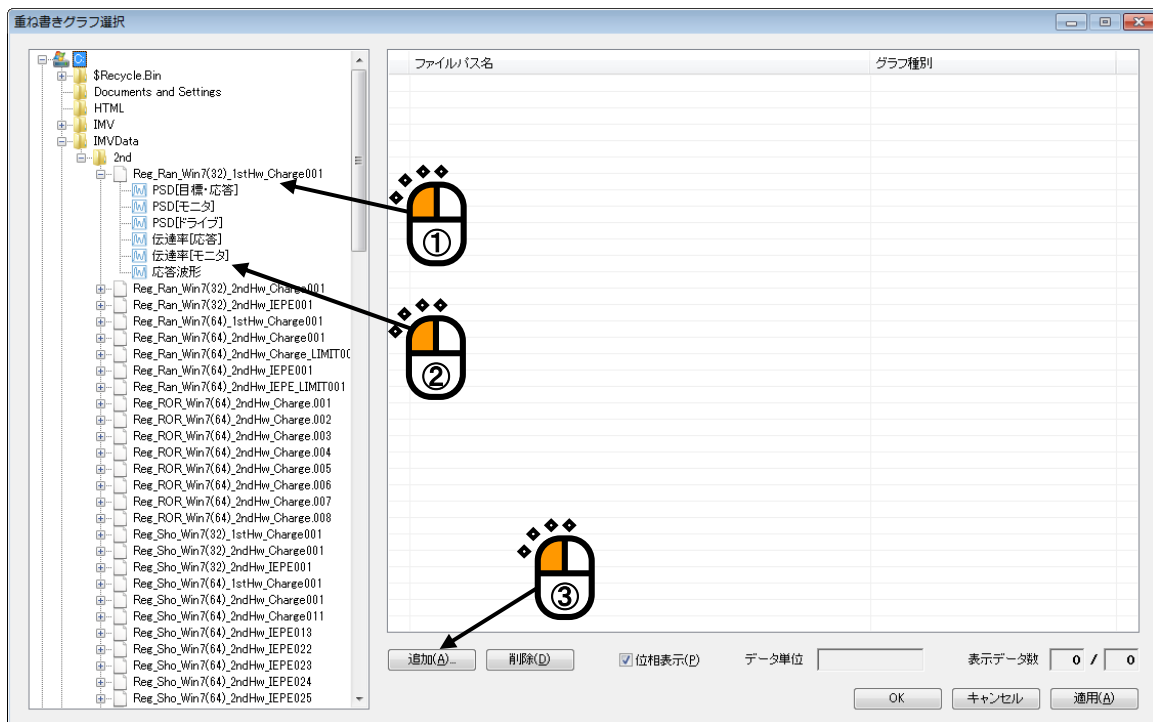 重ね書きグラフ選択
C:
$Recycle.Bin
Documents and Settings
HTML
IMV
IMVData
2nd
Reg_Ran_Win7(32)_1stHw_Charge001
PSD[目標・応答]
PSD[モニタ]
PSD[ドライブ]
伝達率[応答]
伝達率[モニタ]
応答波形
Reg_Ran_Win7(32)_2ndHw_Charge001
Reg_Ran_Win7(32)_2ndHw_IEPE001
Reg_Ran_Win7(64)_1stHw_Charge001
Reg_Ran_Win7(64)_2ndHw_Charge001
Reg_Ran_Win7(64)_2ndHw_Charge_LIMIT00
Reg_Ran_Win7(64)_2ndHw_IEPE001
Reg_Ran_Win7(64)_2ndHw_IEPE_LIMIT001
Reg_ROR_Win7(64)_2ndHw_Charge.001
Reg_ROR_Win7(64)_2ndHw_Charge.002
Reg_ROR_Win7(64)_2ndHw_Charge.003
Reg_ROR_Win7(64)_2ndHw_Charge.004
Reg_ROR_Win7(64)_2ndHw_Charge.005
Reg_ROR_Win7(64)_2ndHw_Charge.006
Reg_ROR_Win7(64)_2ndHw_Charge.007
Reg_ROR_Win7(64)_2ndHw_Charge.008
Reg_Sho_Win7(32)_1stHw_Charge001
Reg_Sho_Win7(32)_2ndHw_Charge001
Reg_Sho_Win7(32)_2ndHw_IEPE001
Reg_Sho_Win7(64)_1stHw_Charge001
Reg_Sho_Win7(64)_2ndHw_Charge001
Reg_Sho_Win7(64)_2ndHw_Charge011
Reg_Sho_Win7(64)_2ndHw_IEPE013
Reg_Sho_Win7(64)_2ndHw_IEPE022
Reg_Sho_Win7(64)_2ndHw_IEPE023
Reg_Sho_Win7(64)_2ndHw_IEPE024
Reg_Sho_Win7(64)_2ndHw_IEPE025
ファイルパス名 グラフ種別
①
②
③
追加(A)... 削除(D) 位相表示(P) データ単位 表示データ数 0 / 0
OK キャンセル 適用(A)